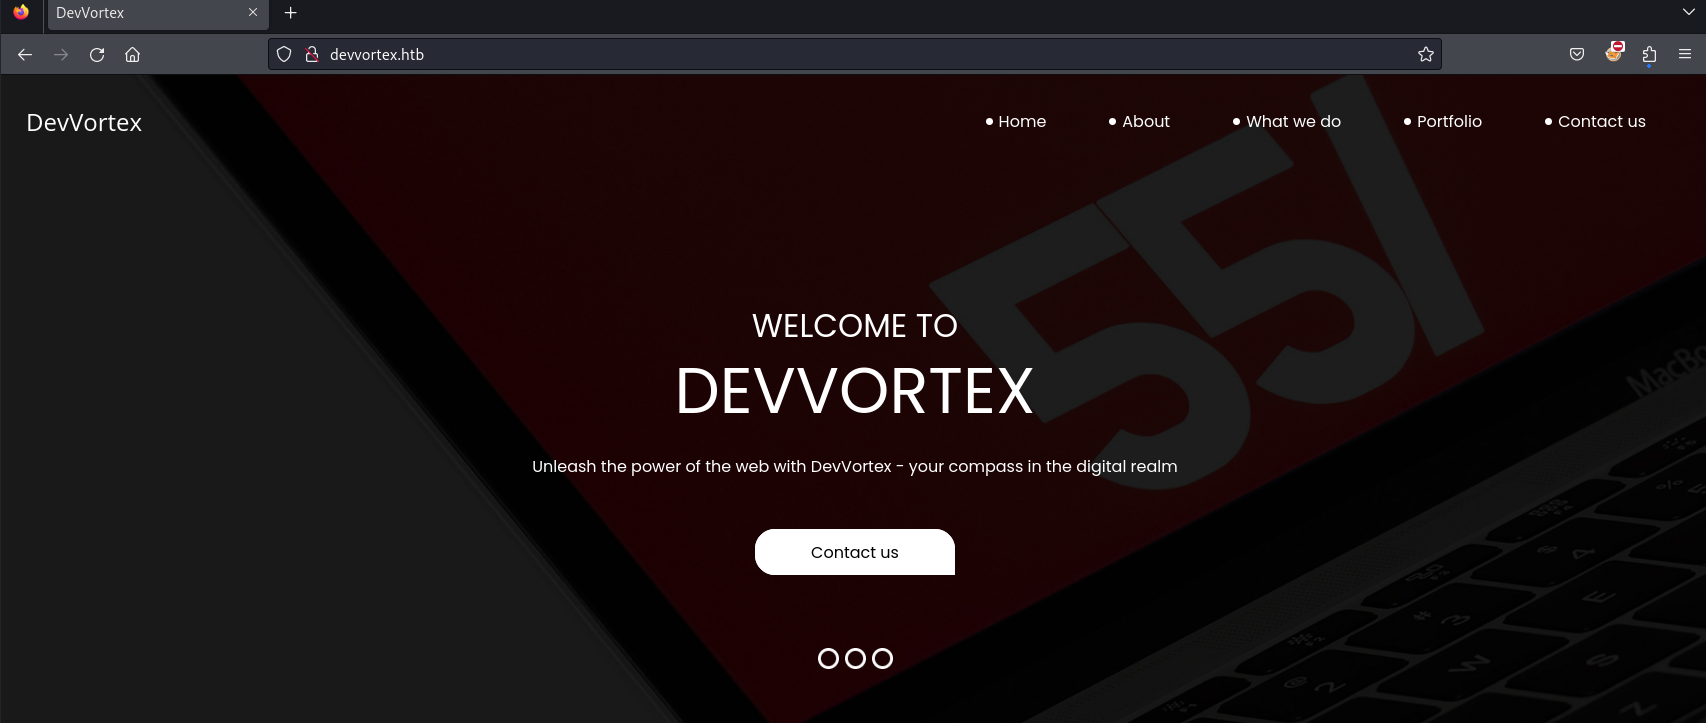 DevVortex
devvortex.htb
DevVortex
Home
About
What we do
Portfolio
Contact us
WELCOME TO
DEVVORTEX
Unleash the power of the web with DevVortex - your compass in the digital realm
Contact us
55/